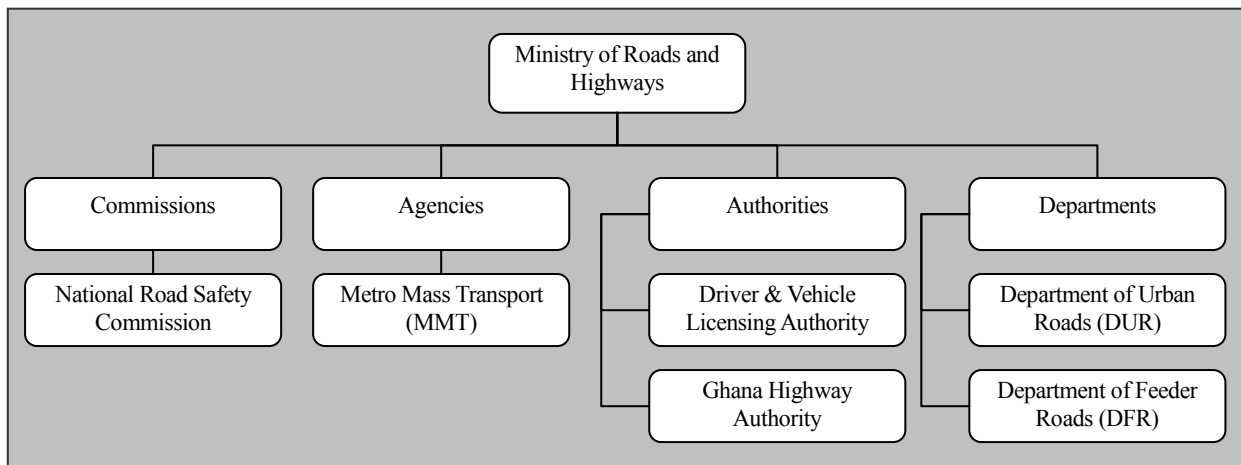 Ministry of Roads and
Highways
Commissions
Agencies
Authorities
Departments
National Road Safety
Commission
Metro Mass Transport
(MMT)
Driver & Vehicle
Licensing Authority
Department of Urban
Roads (DUR)
Ghana Highway
Authority
Department of Feeder
Roads (DFR)